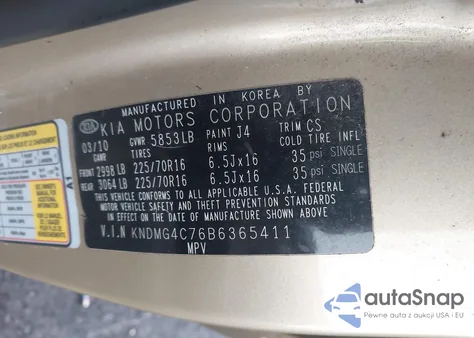 MANUFACTURED IN KOREA BY
KIA KIA MOTORS CORPORATION
03/10 GVWR 5853LB PAINT J4 TRIM CS
GAWR TIRES RIMS COLD TIRE INFL
FRONT 2998 LB 225/70R16 6.5Jx16 35 psi SINGLE
REAR 3064 LB 225/70R16 6.5Jx16 35 psi SINGLE
THIS VEHICLE CONFORMS TO ALL APPLICABLE U.S.A. FEDERAL
MOTOR VEHICLE SAFETY AND THEFT PREVENTION STANDARDS
IN EFFECT ON THE DATE OF MANUFACTURE SHOWN ABOVE.
V.I.N KNDMG4C76B6365411
MPV
autoSnap
Pewne auta z aukcji USA i EU